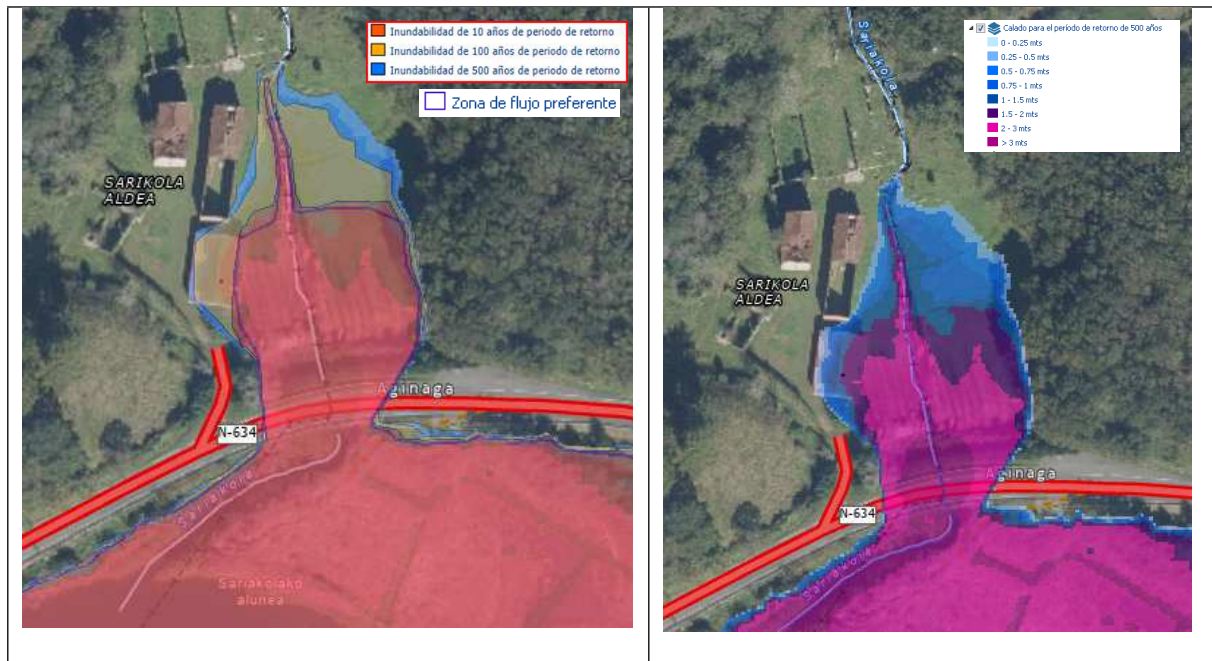 Inundabilidad de 10 años de periodo de retorno
Inundabilidad de 100 años de periodo de retorno
Inundabilidad de 500 años de periodo de retorno
Zona de flujo preferente
SARIKOLA
ALDEA
Aginaga
N-634
Sariakola
Sariakolako
alunea
Sariakola
Calado para el período de retorno de 500 años
0 - 0.25 mts
0.25 - 0.5 mts
0.5 - 0.75 mts
0.75 - 1 mts
1 - 1.5 mts
1.5 - 2 mts
2 - 3 mts
> 3 mts
SARIKOLA
ALDEA
Aginaga
N-634
Sariakola